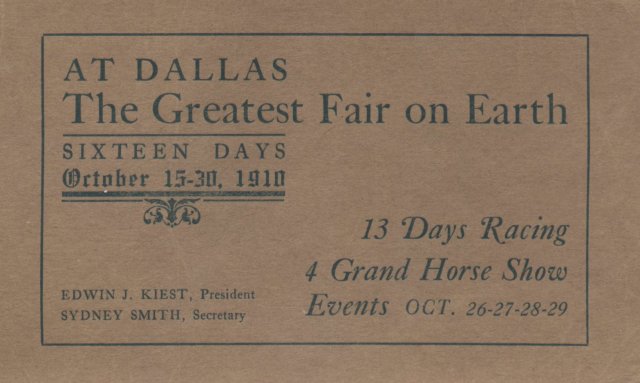 AT DALLAS
The Greatest Fair on Earth
SIXTEEN DAYS
October 15-30, 1910
13 Days Racing
4 Grand Horse Show
Events OCT. 26-27-28-29
EDWIN J. KIEST, President
SYDNEY SMITH, Secretary